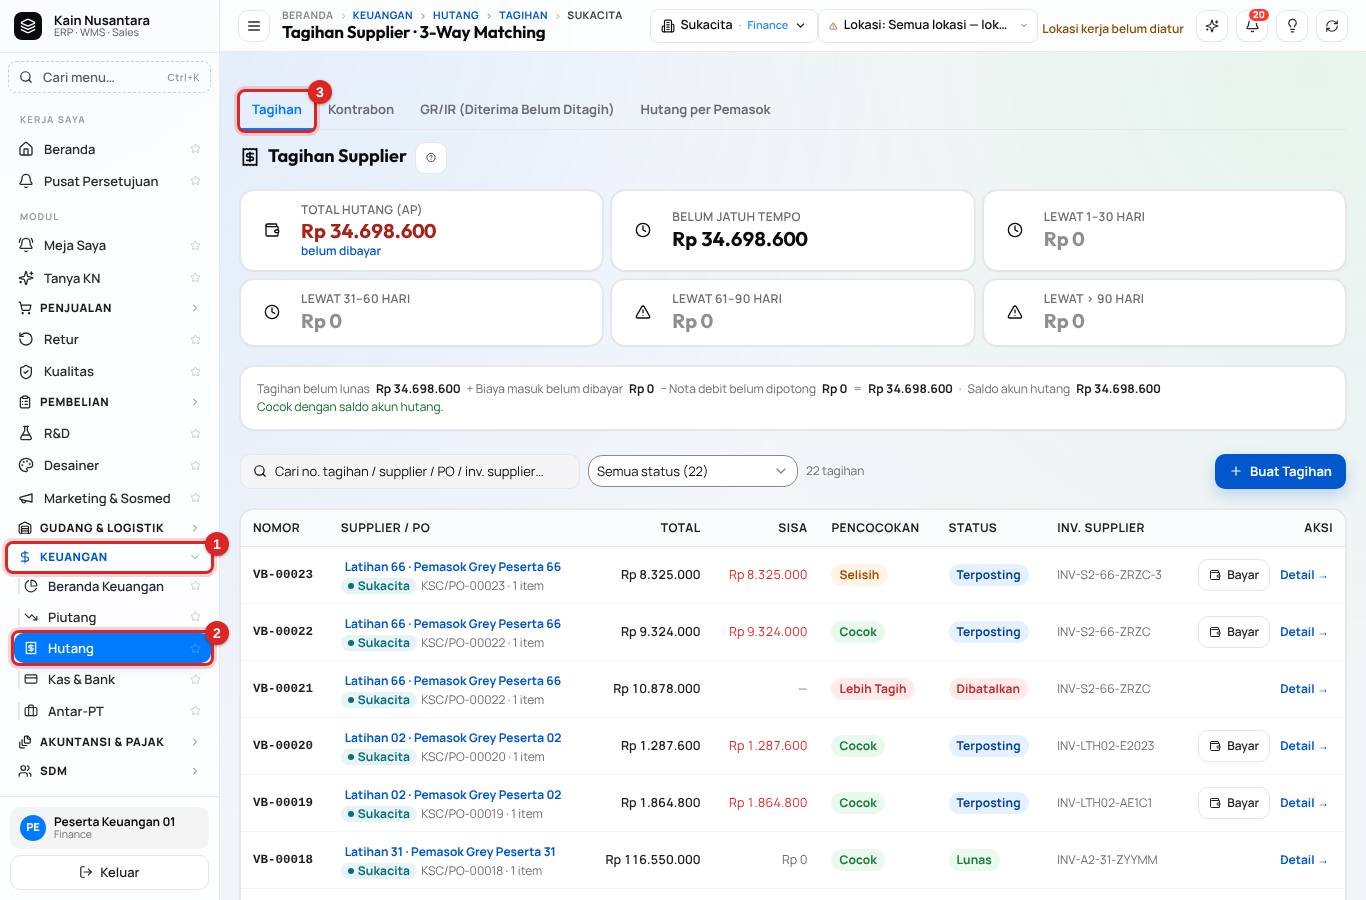 Kain Nusantara
ERP · WMS · Sales
Cari menu... Ctrl+K
KERJA SAYA
Beranda
Pusat Persetujuan
MODUL
Meja Saya
Tanya KN
PENJUALAN
Retur
Kualitas
PEMBELIAN
R&D
Desainer
Marketing & Sosmed
GUDANG & LOGISTIK
KEUANGAN 1
Beranda Keuangan
Piutang
Hutang 2
Kas & Bank
Antar-PT
AKUNTANSI & PAJAK
SDM
PE Peserta Keuangan 01
Finance
Keluar
BERANDA > KEUANGAN > HUTANG > TAGIHAN > SUKACITA
Tagihan Supplier · 3-Way Matching
Sukacita · Finance
Lokasi: Semua lokasi — lok...
Lokasi kerja belum diatur
20
Tagihan 3 Kontrabon GR/IR (Diterima Belum Ditagih) Hutang per Pemasok
Tagihan Supplier
TOTAL HUTANG (AP)
Rp 34.698.600
belum dibayar
BELUM JATUH TEMPO
Rp 34.698.600
LEWAT 1–30 HARI
Rp 0
LEWAT 31–60 HARI
Rp 0
LEWAT 61–90 HARI
Rp 0
LEWAT > 90 HARI
Rp 0
Tagihan belum lunas Rp 34.698.600 + Biaya masuk belum dibayar Rp 0 − Nota debit belum dipotong Rp 0 = Rp 34.698.600 · Saldo akun hutang Rp 34.698.600
Cocok dengan saldo akun hutang.
Cari no. tagihan / supplier / PO / inv. supplier... Semua status (22) 22 tagihan + Buat Tagihan
NOMOR SUPPLIER / PO TOTAL SISA PENCOCOKAN STATUS INV. SUPPLIER AKSI
VB-00023 Latihan 66 · Pemasok Grey Peserta 66 Rp 8.325.000 Rp 8.325.000 Selisih Terposting INV-S2-66-ZRZC-3 Bayar Detail →
Sukacita KSC/PO-00023 · 1 item
VB-00022 Latihan 66 · Pemasok Grey Peserta 66 Rp 9.324.000 Rp 9.324.000 Cocok Terposting INV-S2-66-ZRZC Bayar Detail →
Sukacita KSC/PO-00022 · 1 item
VB-00021 Latihan 66 · Pemasok Grey Peserta 66 Rp 10.878.000 — Lebih Tagih Dibatalkan INV-S2-66-ZRZC Detail →
Sukacita KSC/PO-00022 · 1 item
VB-00020 Latihan 02 · Pemasok Grey Peserta 02 Rp 1.287.600 Rp 1.287.600 Cocok Terposting INV-LTH02-E2023 Bayar Detail →
Sukacita KSC/PO-00020 · 1 item
VB-00019 Latihan 02 · Pemasok Grey Peserta 02 Rp 1.864.800 Rp 1.864.800 Cocok Terposting INV-LTH02-AE1C1 Bayar Detail →
Sukacita KSC/PO-00019 · 1 item
VB-00018 Latihan 31 · Pemasok Grey Peserta 31 Rp 116.550.000 Rp 0 Cocok Lunas INV-A2-31-ZYYMM Detail →
Sukacita KSC/PO-00018 · 1 item